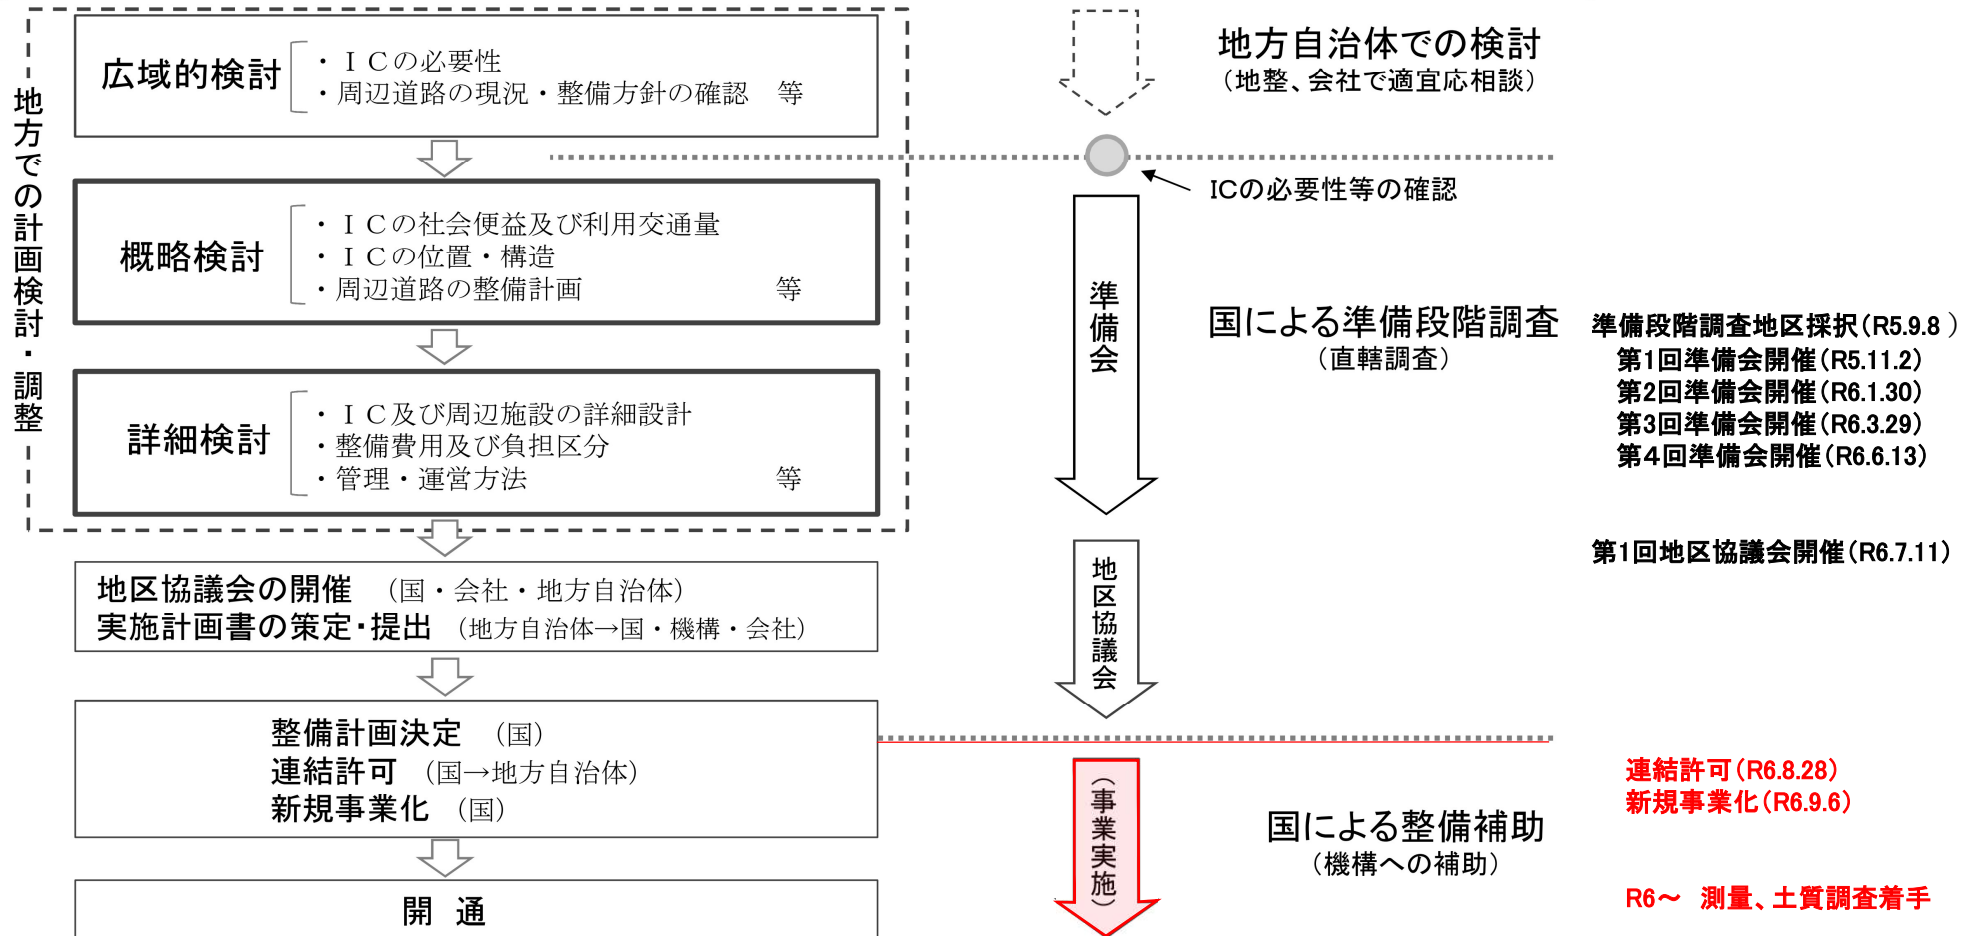 地方での計画検討・調整
広域的検討
・ＩＣの必要性
・周辺道路の現況・整備方針の確認　等
概略検討
・ＩＣの社会便益及び利用交通量
・ＩＣの位置・構造
・周辺道路の整備計画　等
詳細検討
・ＩＣ及び周辺施設の詳細設計
・整備費用及び負担区分
・管理・運営方法　等
地区協議会の開催　（国・会社・地方自治体）
実施計画書の策定・提出　（地方自治体→国・機構・会社）
整備計画決定　（国）
連結許可　（国→地方自治体）
新規事業化　（国）
開　通
地方自治体での検討
（地整、会社で適宜応相談）
ICの必要性等の確認
準備会
国による準備段階調査
（直轄調査）
地区協議会
（事業実施）
国による整備補助
（機構への補助）
準備段階調査地区採択（R5.9.8 ）
第1回準備会開催（R5.11.2）
第2回準備会開催（R6.1.30）
第3回準備会開催（R6.3.29）
第4回準備会開催（R6.6.13）
第1回地区協議会開催（R6.7.11）
連結許可（R6.8.28）
新規事業化（R6.9.6）
R6～　測量、土質調査着手